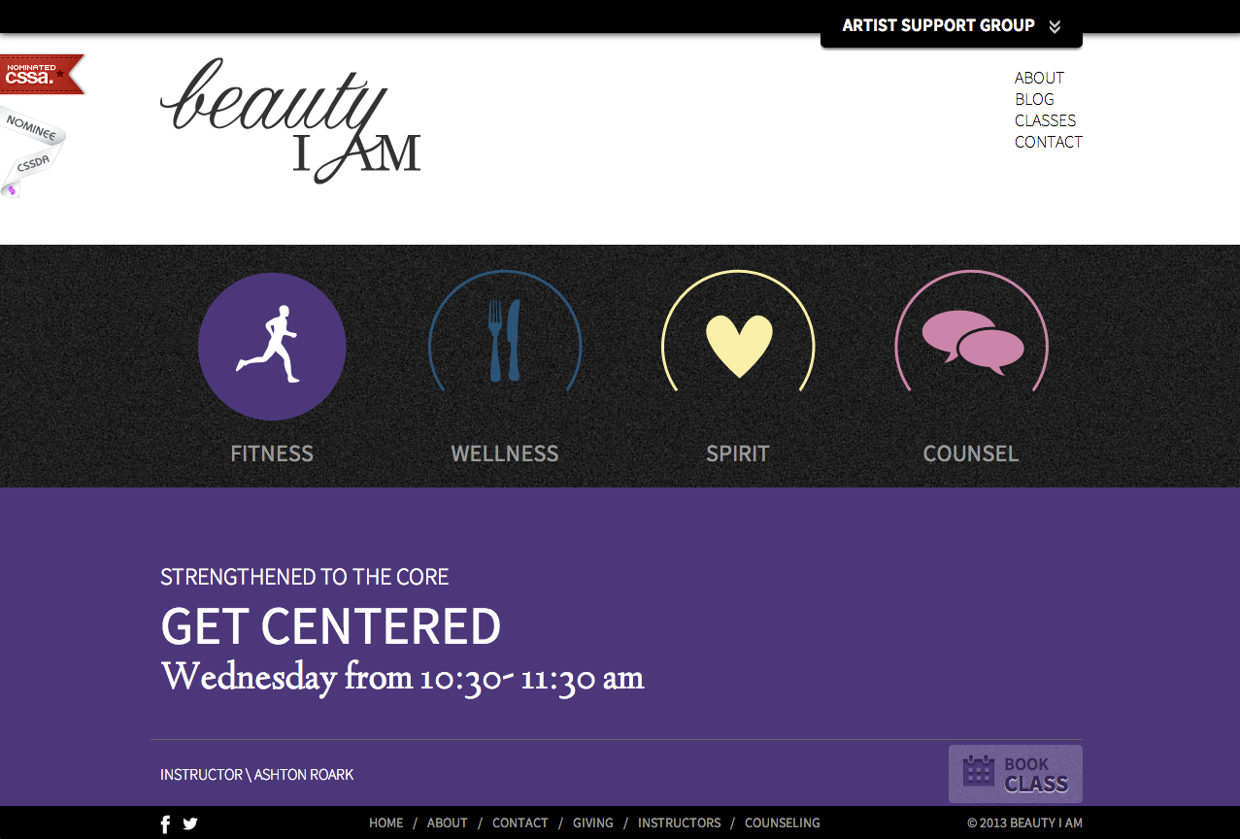 ARTIST SUPPORT GROUP
NOMINATED
cssa.
NOMINEE
CSSDA
beauty
I AM
ABOUT
BLOG
CLASSES
CONTACT
FITNESS
WELLNESS
SPIRIT
COUNSEL
STRENGTHENED TO THE CORE
GET CENTERED
Wednesday from 10:30- 11:30 am
INSTRUCTOR \ ASHTON ROARK
BOOK
CLASS
HOME / ABOUT / CONTACT / GIVING / INSTRUCTORS / COUNSELING
© 2013 BEAUTY I AM